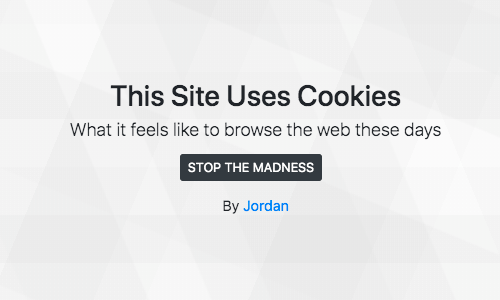 This Site Uses Cookies
What it feels like to browse the web these days
STOP THE MADNESS
By Jordan